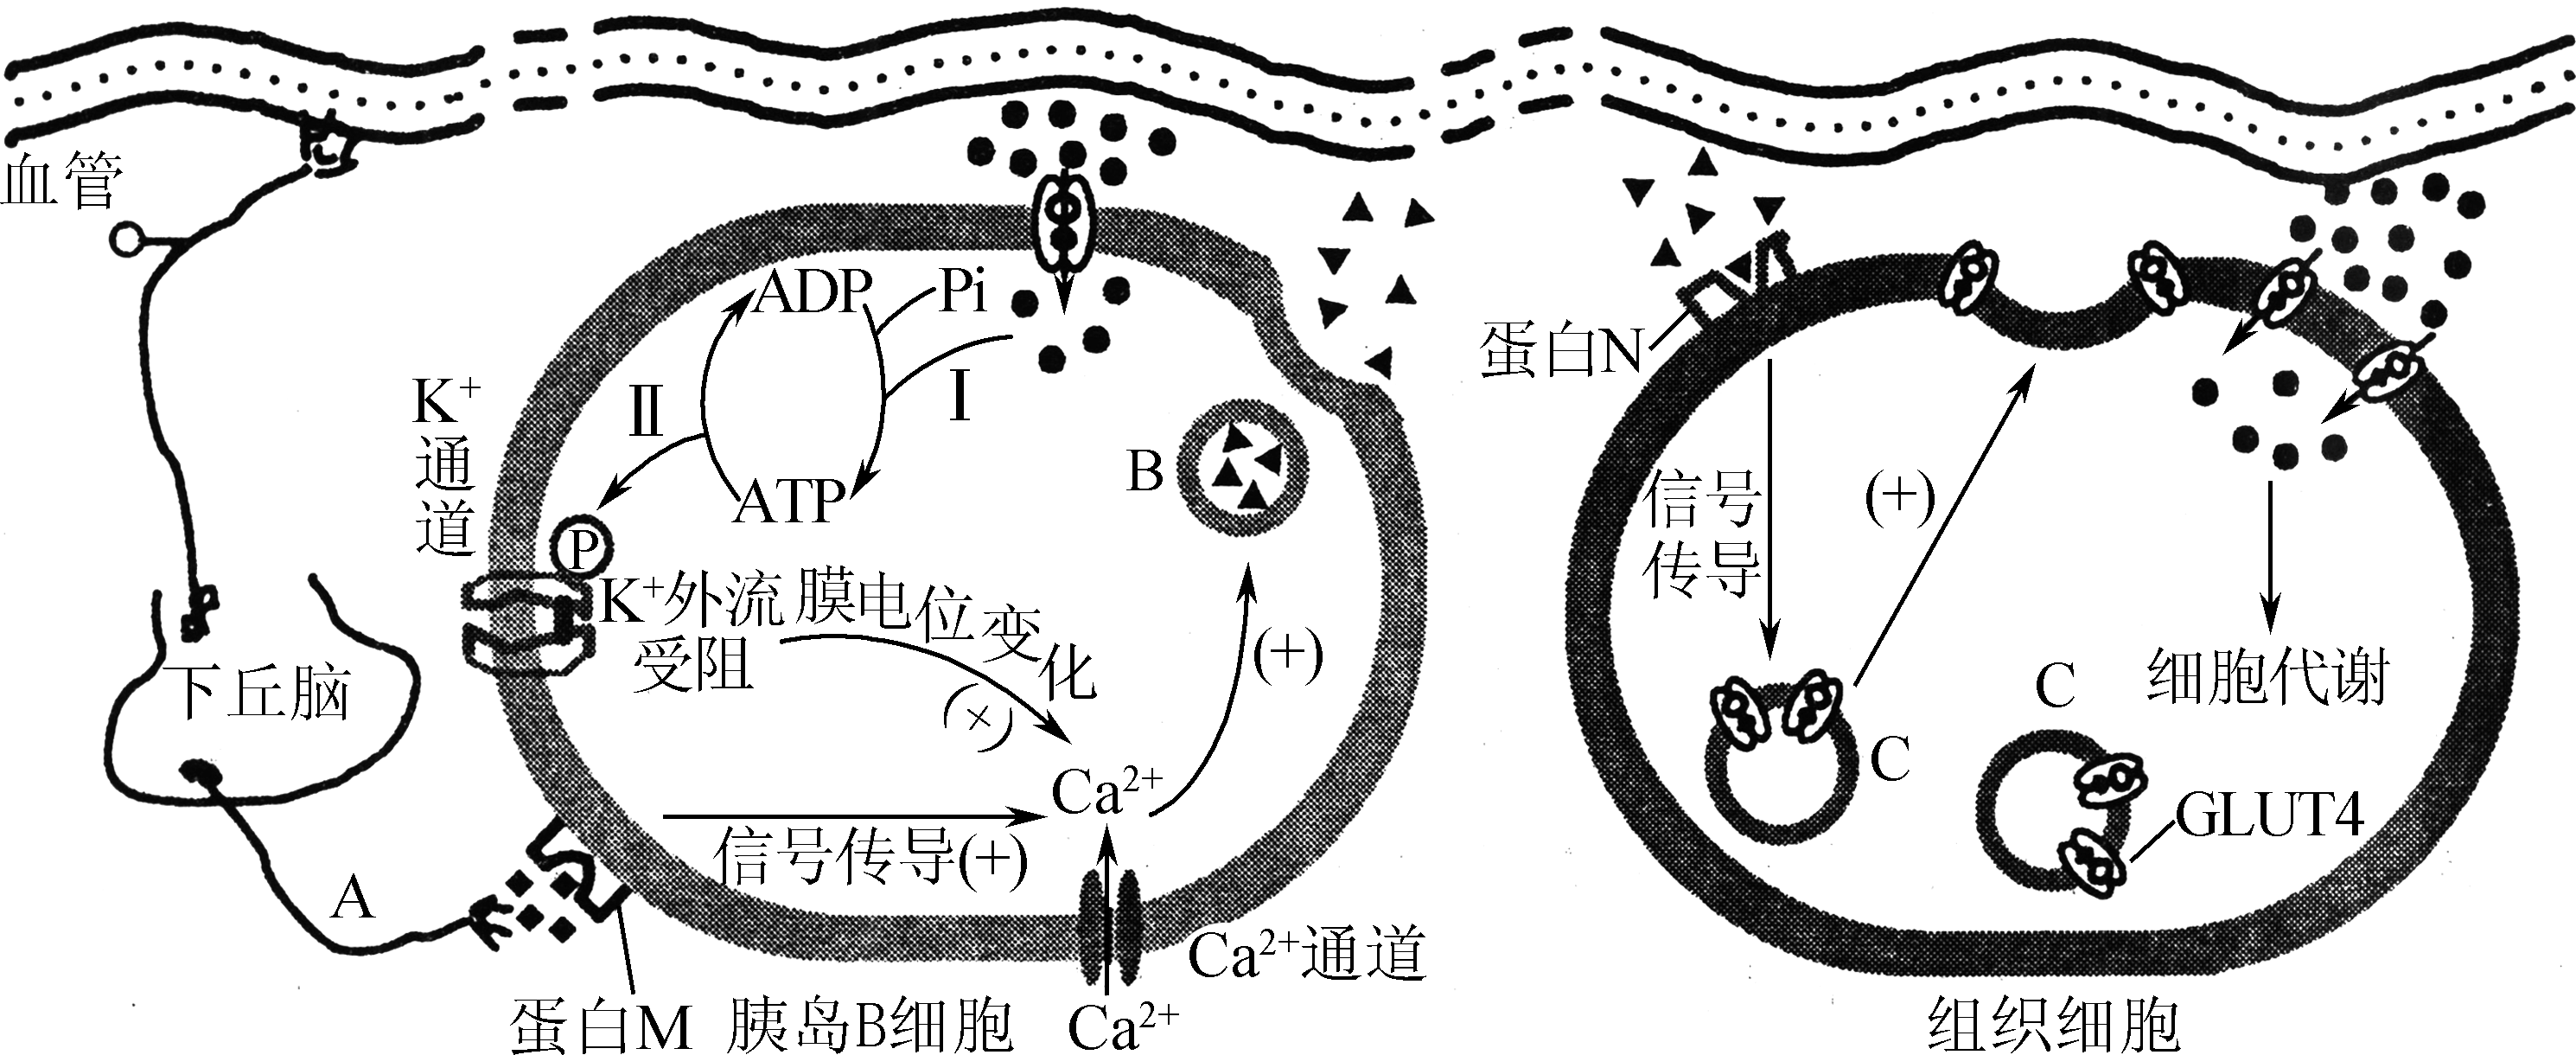 血管
ADP
Pi
I
II
ATP
K⁺
通
道
P
K⁺外流
受阻
膜电位变化
(+)
B
(+)
Ca²⁺
信号传导(+)
下丘脑
A
蛋白M
胰岛B细胞
Ca²⁺
Ca²⁺通道
蛋白N
信号
传导
(+)
C
C
GLUT4
细胞代谢
组织细胞